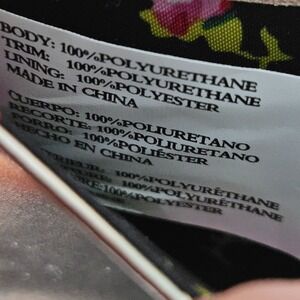 BODY: 100%POLYURETHANE
TRIM: 100%POLYURETHANE
LINING: 100%POLYESTER
MADE IN CHINA
CUERPO: 100%POLIURETANO
RECORTE: 100%POLIURETANO
FORRO: 100%POLIÉSTER
HECHO EN CHINA
100%POLYURÉTHANE
100%POLYURÉTHANE
100%POLYESTER